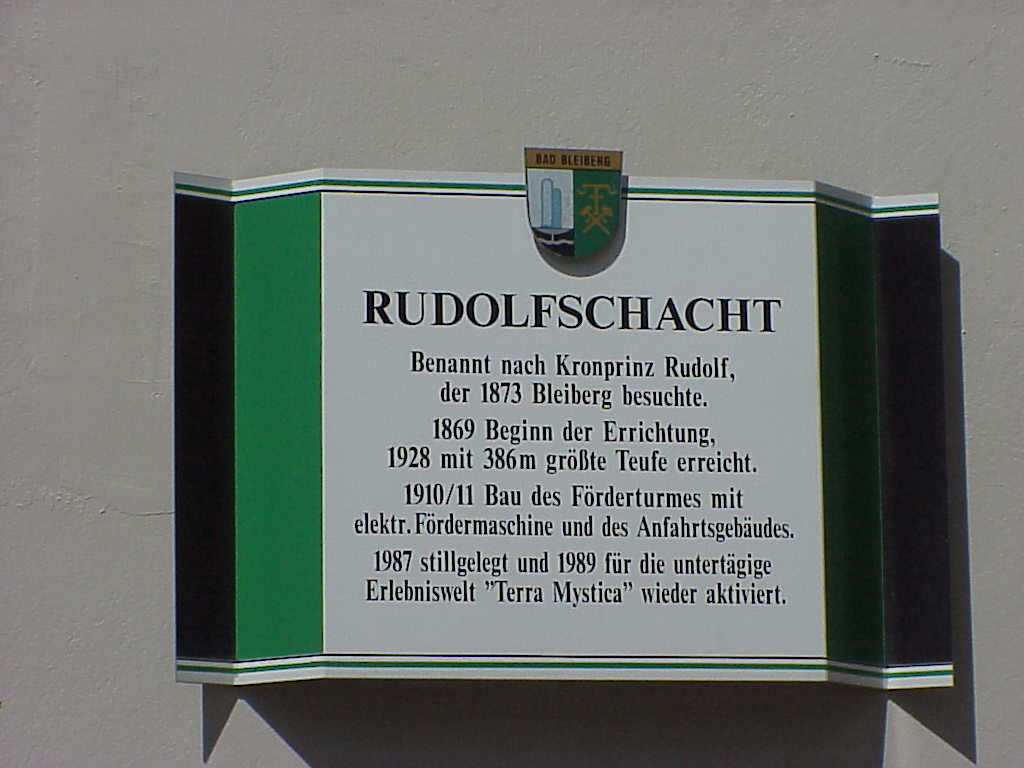 BAD BLEIBERG
RUDOLFSCHACHT
Benannt nach Kronprinz Rudolf,
der 1873 Bleiberg besuchte.
1869 Beginn der Errichtung,
1928 mit 386m größte Teufe erreicht.
1910/11 Bau des Förderturmes mit
elektr. Fördermaschine und des Anfahrtsgebäudes.
1987 stillgelegt und 1989 für die untertägige
Erlebniswelt ”Terra Mystica” wieder aktiviert.